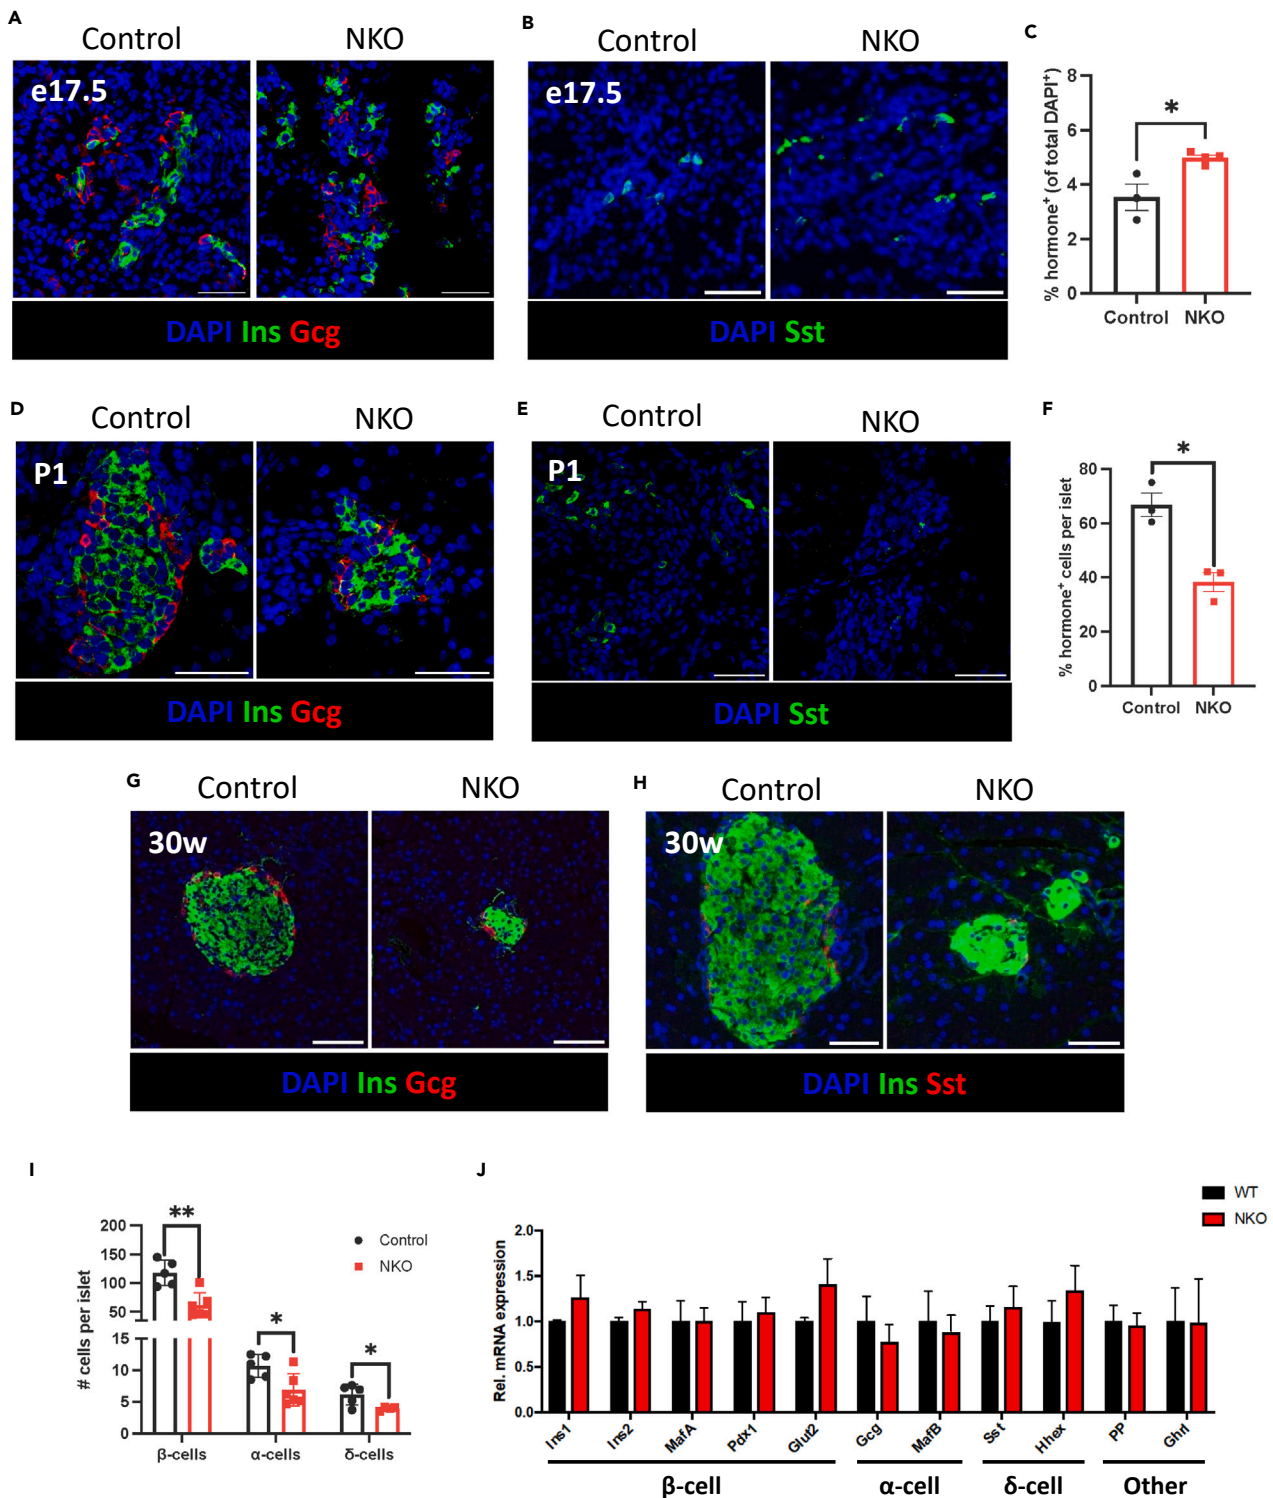 A
Control
NKO
e17.5
DAPI Ins Gcg
B
Control
NKO
e17.5
DAPI Sst
C
% hormone+ (of total DAPI+)
8
6
4
2
0
*
Control
NKO
D
Control
NKO
P1
DAPI Ins Gcg
E
Control
NKO
P1
DAPI Sst
F
% hormone+ cells per islet
80
60
40
20
0
*
Control
NKO
G
Control
NKO
30w
DAPI Ins Gcg
H
Control
NKO
30w
DAPI Ins Sst
I
# cells per islet
200
150
100
50
15
10
5
0
**
*
*
Control
NKO
β-cells
α-cells
δ-cells
J
WT
NKO
Rel. mRNA expression
2.0
1.5
1.0
0.5
0.0
Ins1
Ins2
MafA
Pdx1
Glut2
Gcg
MafB
Sst
Hhex
PP
Ghrl
β-cell
α-cell
δ-cell
Other